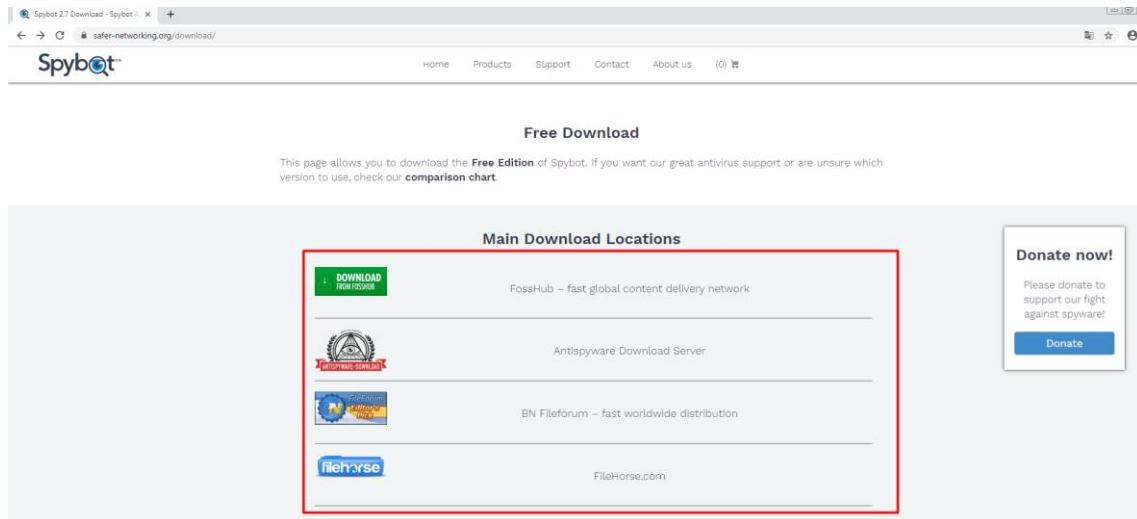 Spybot 2.7 Download - Spybot
safer-networking.org/download/
Spybot
Home Products Support Contact About us (0)
Free Download
This page allows you to download the Free Edition of Spybot. If you want our great antivirus support or are unsure which
version to use, check our comparison chart.
Main Download Locations
DOWNLOAD
FROM FOSSHUB
FossHub – fast global content delivery network
ANTISPYWARE-DOWNLOAD
Antispyware Download Server
FileForum
BN Fileforum – fast worldwide distribution
filehorse
FileHorse.com
Donate now!
Please donate to
support our fight
against spyware!
Donate